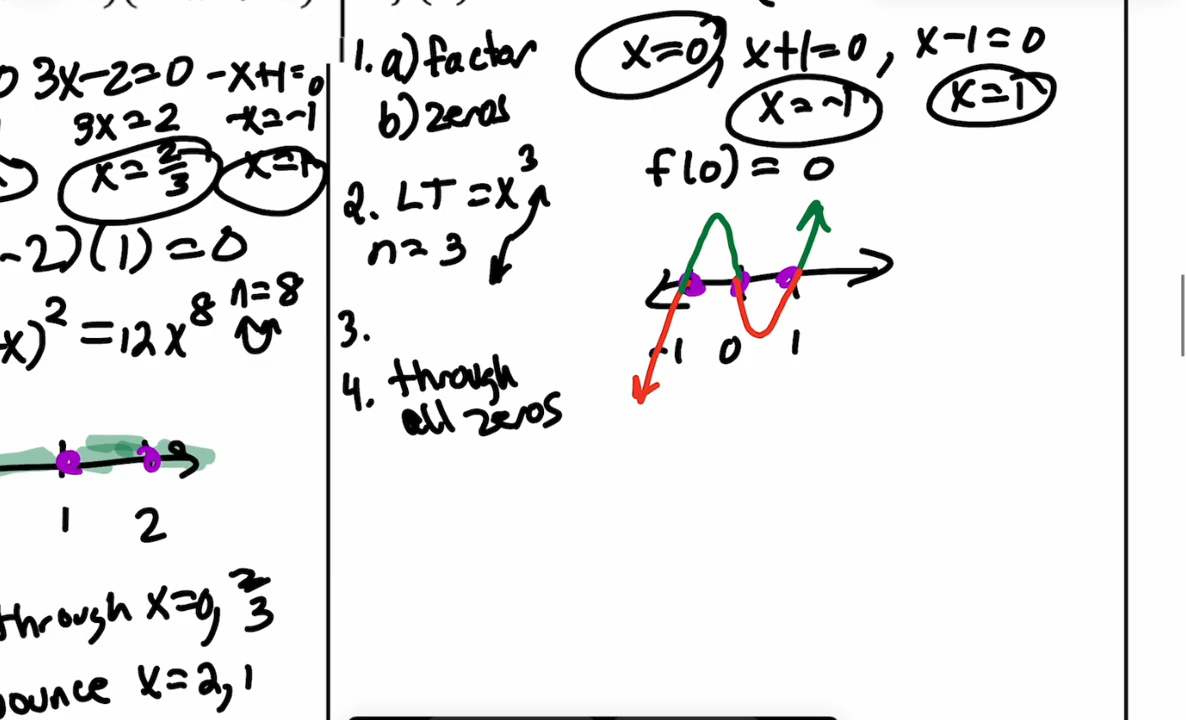 3x-2=0 -x+1=0
3x=2 -x=-1
x=2/3 x=1
-2)(1)=0
x)^2 =12x^8 n=8
1 2
through x=0, 2/3
bounce x=2,1
1. a) factor
b) zeros
2. LT = x^3
n=3
3.
4. through
all zeros
x=0, x+1=0, x-1=0
x=-1 x=1
f(0)=0
-1 0 1